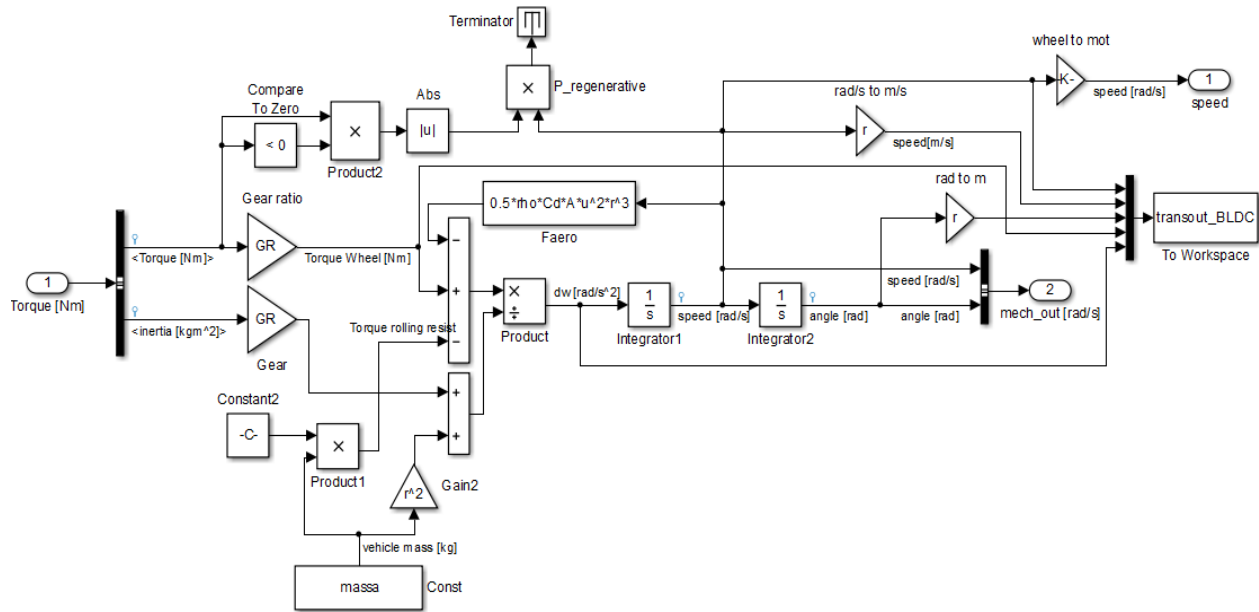 Terminator
wheel to mot
K-
1
speed [rad/s]
speed
×
P_regenerative
Compare
To Zero
Abs
rad/s to m/s
< 0
×
|u|
r
speed[m/s]
Product2
Gear ratio
rad to m
0.5*rho*Cd*A*u^2*r^3
Faero
r
transout_BLDC
To Workspace
GR
<Torque [Nm]>
Torque Wheel [Nm]
−
+
−
1
Torque [Nm]
speed [rad/s]
2
mech_out [rad/s]
×
÷
Product
dw[rad/s^2]
1
s
speed [rad/s]
Integrator1
1
s
angle [rad]
Integrator2
angle [rad]
GR
<inertia [kgm^2]>
Gear
Torque rolling resist
+
+
Constant2
-C-
×
Product1
r^2
Gain2
vehicle mass [kg]
massa
Const